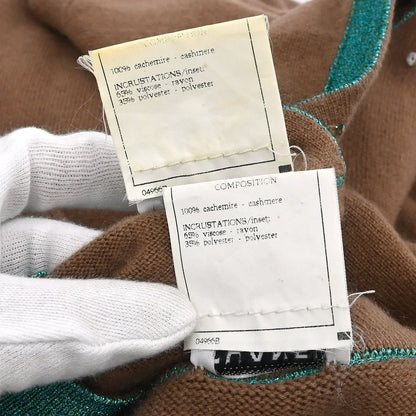 COMPOSITION
100% cachemire - cashmere
INCRUSTATIONS/inset:
65% viscose - rayon
35% polyester - polyester
04966B
COMPOSITION
100% cachemire - cashmere
INCRUSTATIONS/inset:
65% viscose - rayon
35% polyester - polyester
04966B